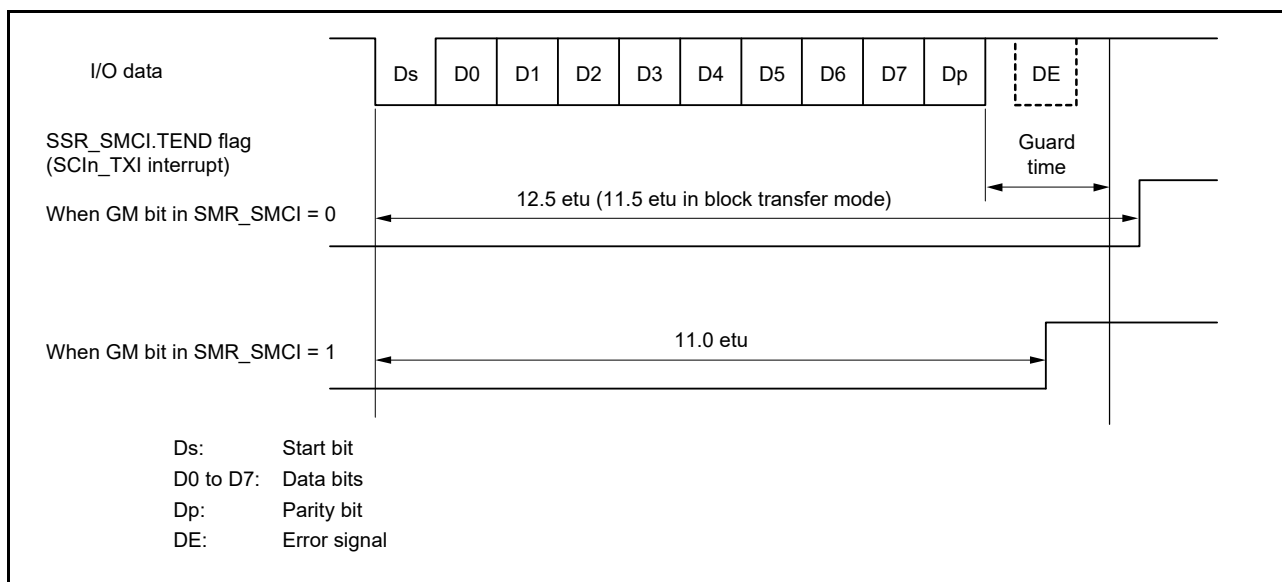 I/O data
Ds D0 D1 D2 D3 D4 D5 D6 D7 Dp DE
SSR_SMCI.TEND flag
(SCIn_TXI interrupt)
Guard
time
12.5 etu (11.5 etu in block transfer mode)
When GM bit in SMR_SMCI = 0
11.0 etu
When GM bit in SMR_SMCI = 1
Ds: Start bit
D0 to D7: Data bits
Dp: Parity bit
DE: Error signal